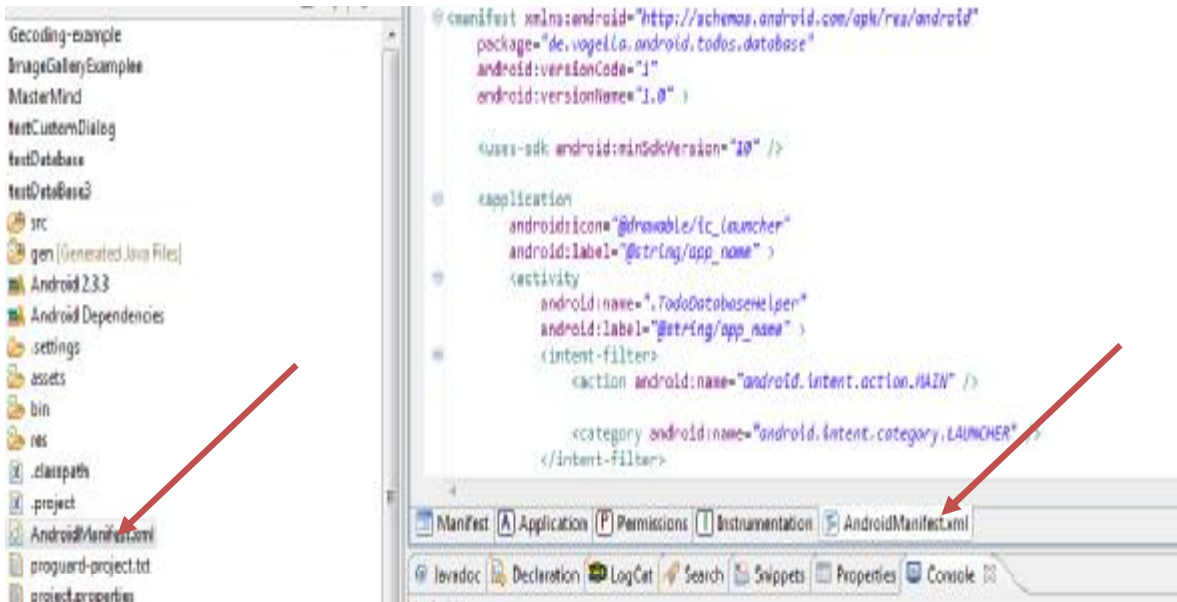 Gecoding-example
ImageGalleryExamplee
MasterMind
testCustomDialog
testDatabase
testDataBase3
src
gen [Generated Java Files]
Android 2.3.3
Android Dependencies
.settings
assets
bin
res
.classpath
.project
AndroidManifest.xml
proguard-project.txt
project.properties
<manifest xmlns:android="http://schemas.android.com/apk/res/android"
package="de.vogella.android.todos.database"
android:versionCode="1"
android:versionName="1.0" >
<uses-sdk android:minSdkVersion="10" />
<application
android:icon="@drawable/ic_launcher"
android:label="@string/app_name" >
<activity
android:name=".TodoDatabaseHelper"
android:label="@string/app_name" >
<intent-filter>
<action android:name="android.intent.action.MAIN" />
<category android:name="android.intent.category.LAUNCHER" />
</intent-filter>
Manifest A Application P Permissions I Instrumentation AndroidManifest.xml
@ Javadoc Declaration LogCat Search Snippets Properties Console